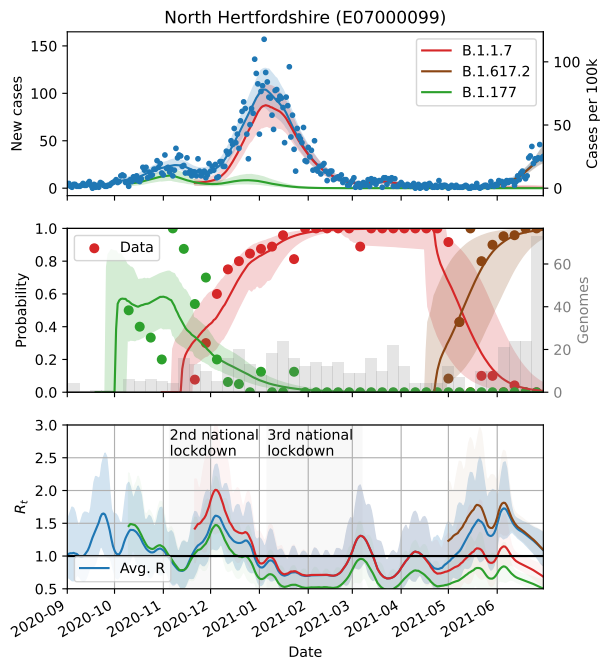 North Hertfordshire (E07000099)
New cases
150
100
50
0
B.1.1.7
B.1.617.2
B.1.177
100
50
0
Cases per 100k
Probability
1.0
0.8
0.6
0.4
0.2
0.0
Data
60
40
20
0
Genomes
R_t
3.0
2.5
2.0
1.5
1.0
0.5
2nd national
lockdown
3rd national
lockdown
Avg. R
2020-09
2020-10
2020-11
2020-12
2021-01
2021-02
2021-03
2021-04
2021-05
2021-06
Date